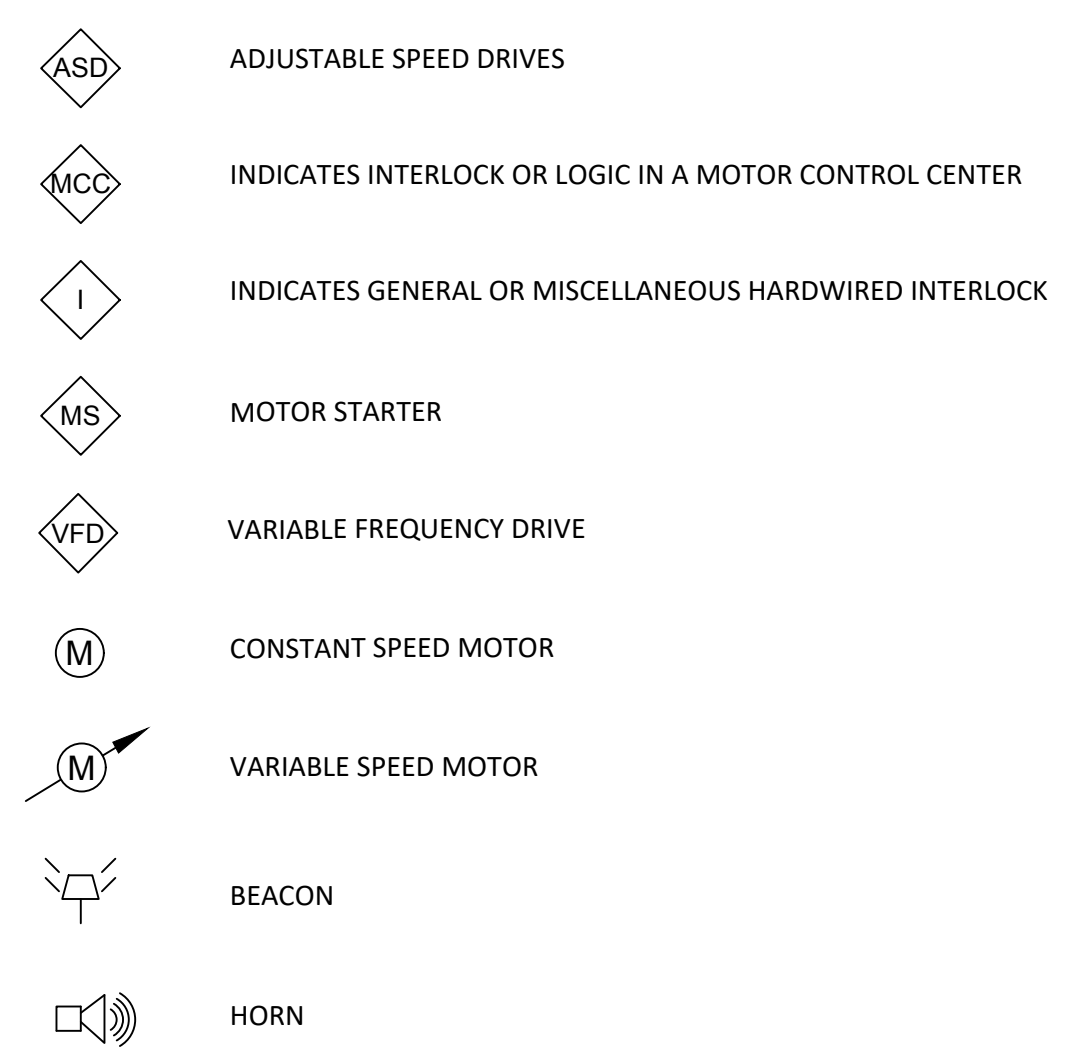 ASD ADJUSTABLE SPEED DRIVES
MCC INDICATES INTERLOCK OR LOGIC IN A MOTOR CONTROL CENTER
I INDICATES GENERAL OR MISCELLANEOUS HARDWIRED INTERLOCK
MS MOTOR STARTER
VFD VARIABLE FREQUENCY DRIVE
M CONSTANT SPEED MOTOR
M VARIABLE SPEED MOTOR
BEACON
HORN